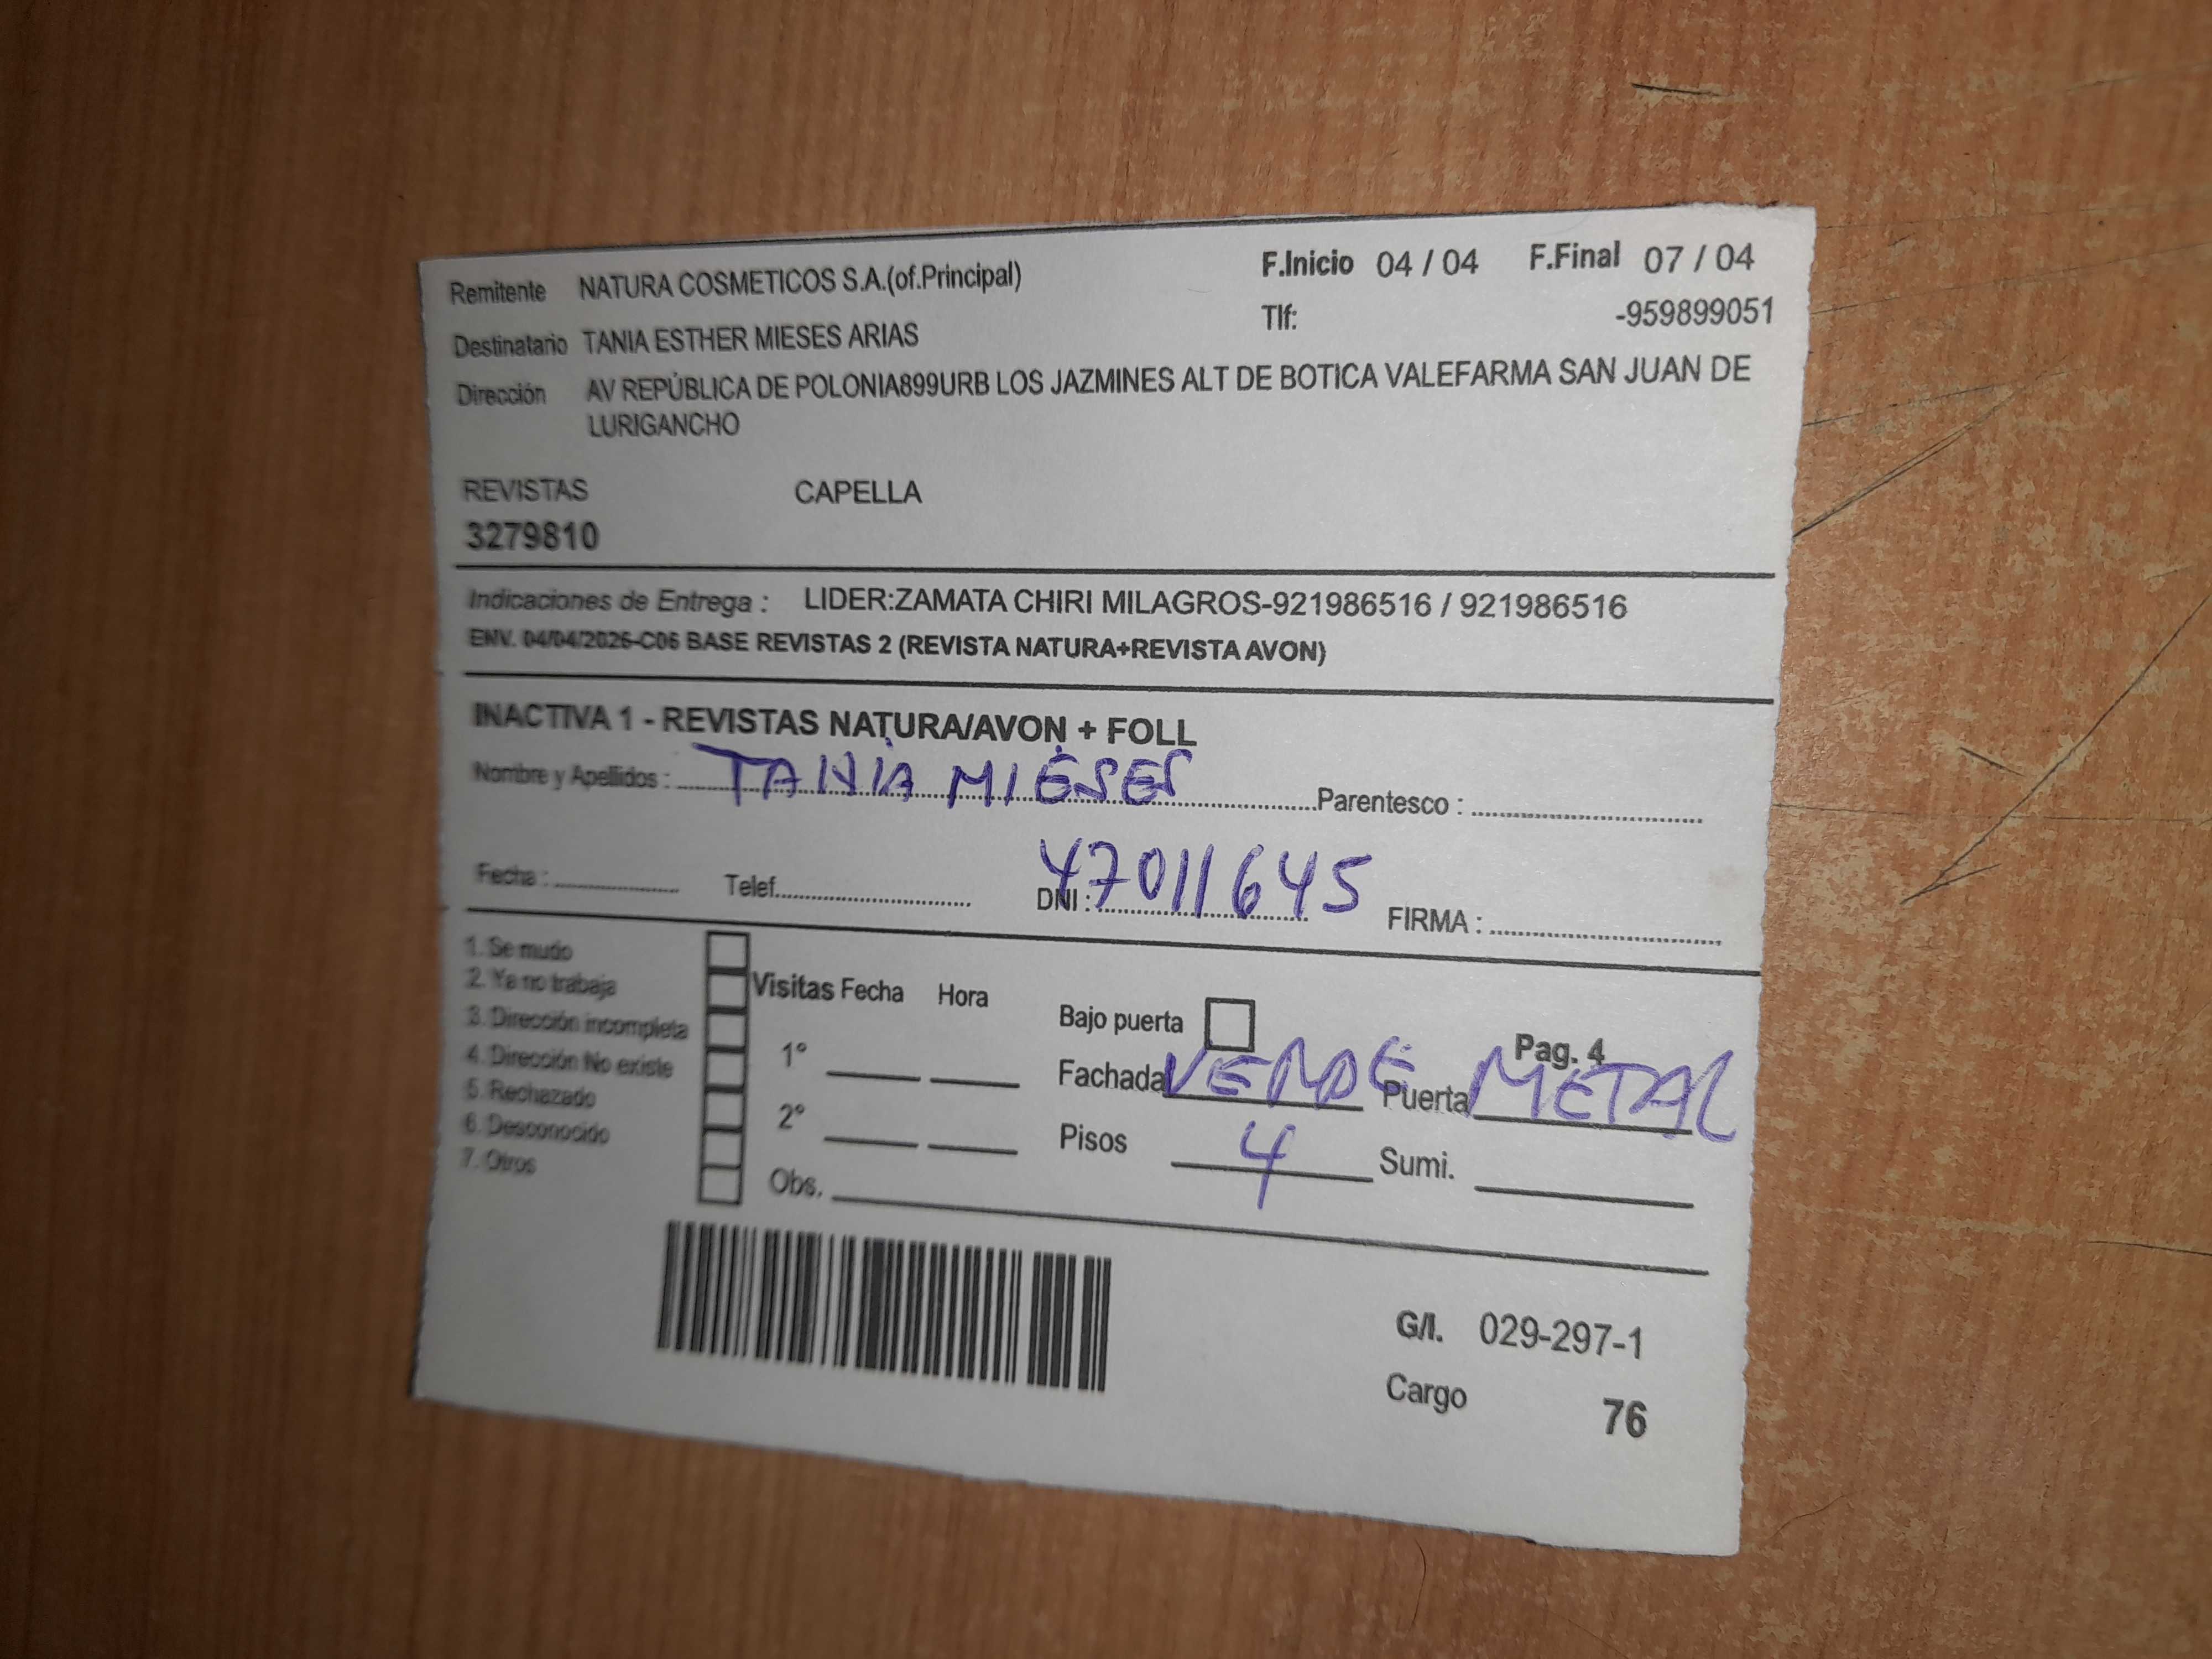 Remitente NATURA COSMETICOS S.A.(of.Principal) F.Inicio 04 / 04 F.Final 07 / 04
Destinatario TANIA ESTHER MIESES ARIAS Tlf: -959899051
Dirección AV REPÚBLICA DE POLONIA899URB LOS JAZMINES ALT DE BOTICA VALEFARMA SAN JUAN DE
LURIGANCHO
REVISTAS CAPELLA
3279810
Indicaciones de Entrega : LIDER:ZAMATA CHIRI MILAGROS-921986516 / 921986516
ENV. 04/04/2026-C06 BASE REVISTAS 2 (REVISTA NATURA+REVISTA AVON)
INACTIVA 1 - REVISTAS NATURA/AVON + FOLL
Nombre y Apellidos : TANIA MIESES Parentesco :
Fecha : Telef. DNI : 47011645 FIRMA :
1. Se mudo
2. Ya no trabaja
3. Dirección incompleta
4. Dirección No existe
5. Rechazado
6. Desconocido
7. Otros
Visitas Fecha Hora
1°
2°
Obs.
Bajo puerta Pag. 4
Fachada VERDE Puerta METAL
Pisos 4 Sumi.
G/I. 029-297-1
Cargo 76